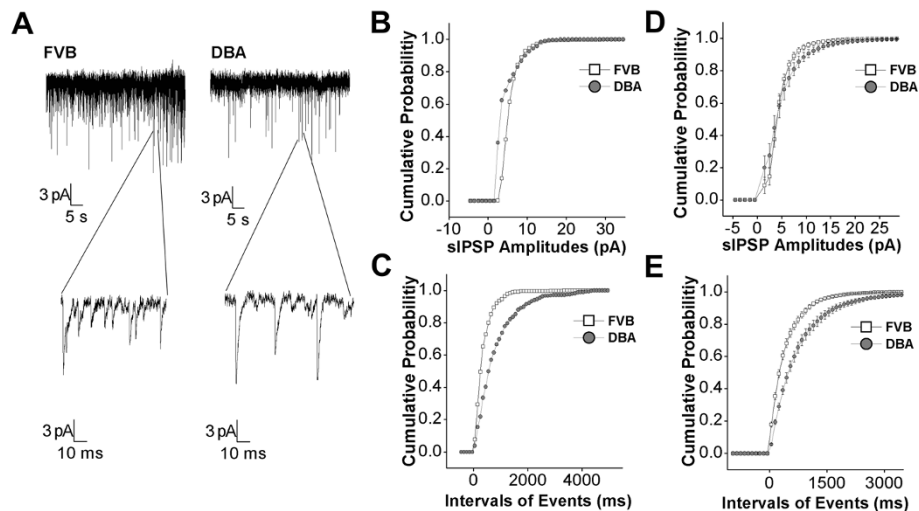 A
FVB
DBA
3 pA
5 s
3 pA
5 s
3 pA
10 ms
3 pA
10 ms
B
Cumulative Probabilitiy
1.0
0.8
0.6
0.4
0.2
0.0
FVB
DBA
-10 0 10 20 30
sIPSP Amplitudes (pA)
C
Cumulative Probability
1.0
0.8
0.6
0.4
0.2
0.0
FVB
DBA
0 2000 4000
Intervals of Events (ms)
D
Cumulative Probabilitiy
1.0
0.8
0.6
0.4
0.2
0.0
FVB
DBA
-5 0 5 10 15 20 25
sIPSP Amplitudes (pA)
E
Cumulative Probability
1.0
0.8
0.6
0.4
0.2
0.0
FVB
DBA
0 1500 3000
Intervals of Events (ms)